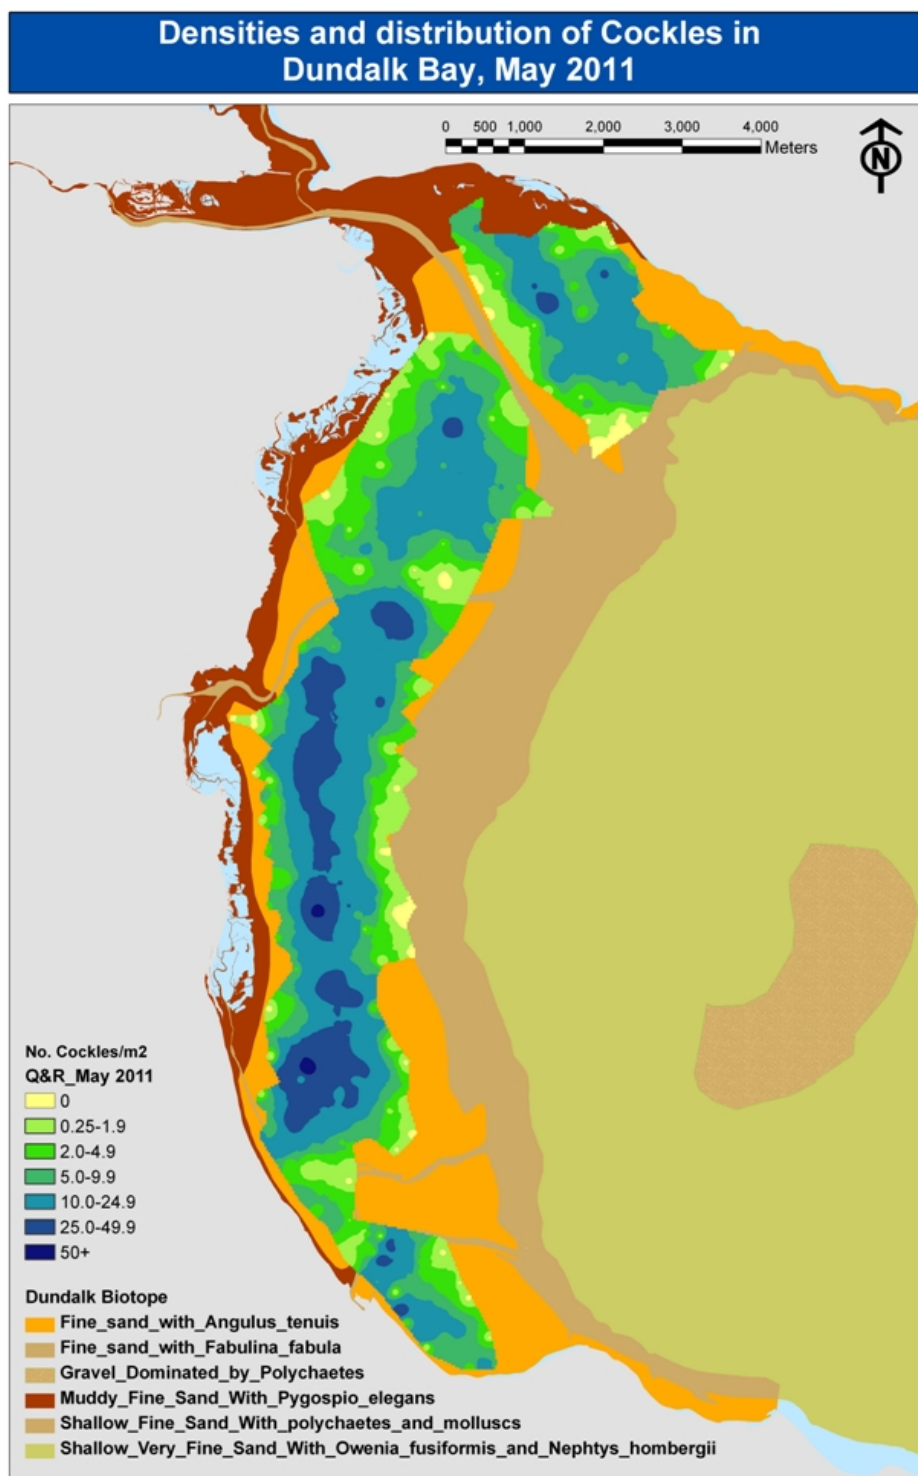 Densities and distribution of Cockles in
Dundalk Bay, May 2011
0 500 1,000 2,000 3,000 4,000
Meters
N
No. Cockles/m2
Q&R_May 2011
0
0.25-1.9
2.0-4.9
5.0-9.9
10.0-24.9
25.0-49.9
50+
Dundalk Biotope
Fine_sand_with_Angulus_tenuis
Fine_sand_with_Fabulina_fabula
Gravel_Dominated_by_Polychaetes
Muddy_Fine_Sand_With_Pygospio_elegans
Shallow_Fine_Sand_With_polychaetes_and_molluscs
Shallow_Very_Fine_Sand_With_Owenia_fusiformis_and_Nephtys_hombergii